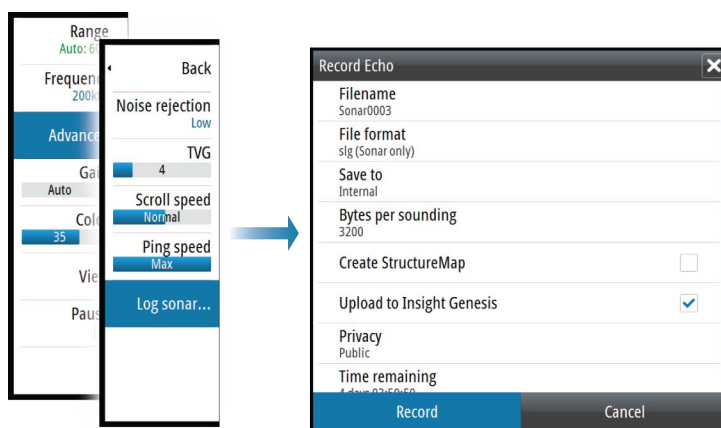 Range
Auto: 6
Frequen
200k
Advance
Ga
Auto
Colo
35
Vie
Paus
Back
Noise rejection
Low
TVG
4
Scroll speed
Normal
Ping speed
Max
Log sonar...
Record Echo
Filename
Sonar0003
File format
slg (Sonar only)
Save to
Internal
Bytes per sounding
3200
Create StructureMap
Upload to Insight Genesis
Privacy
Public
Time remaining
Record
Cancel